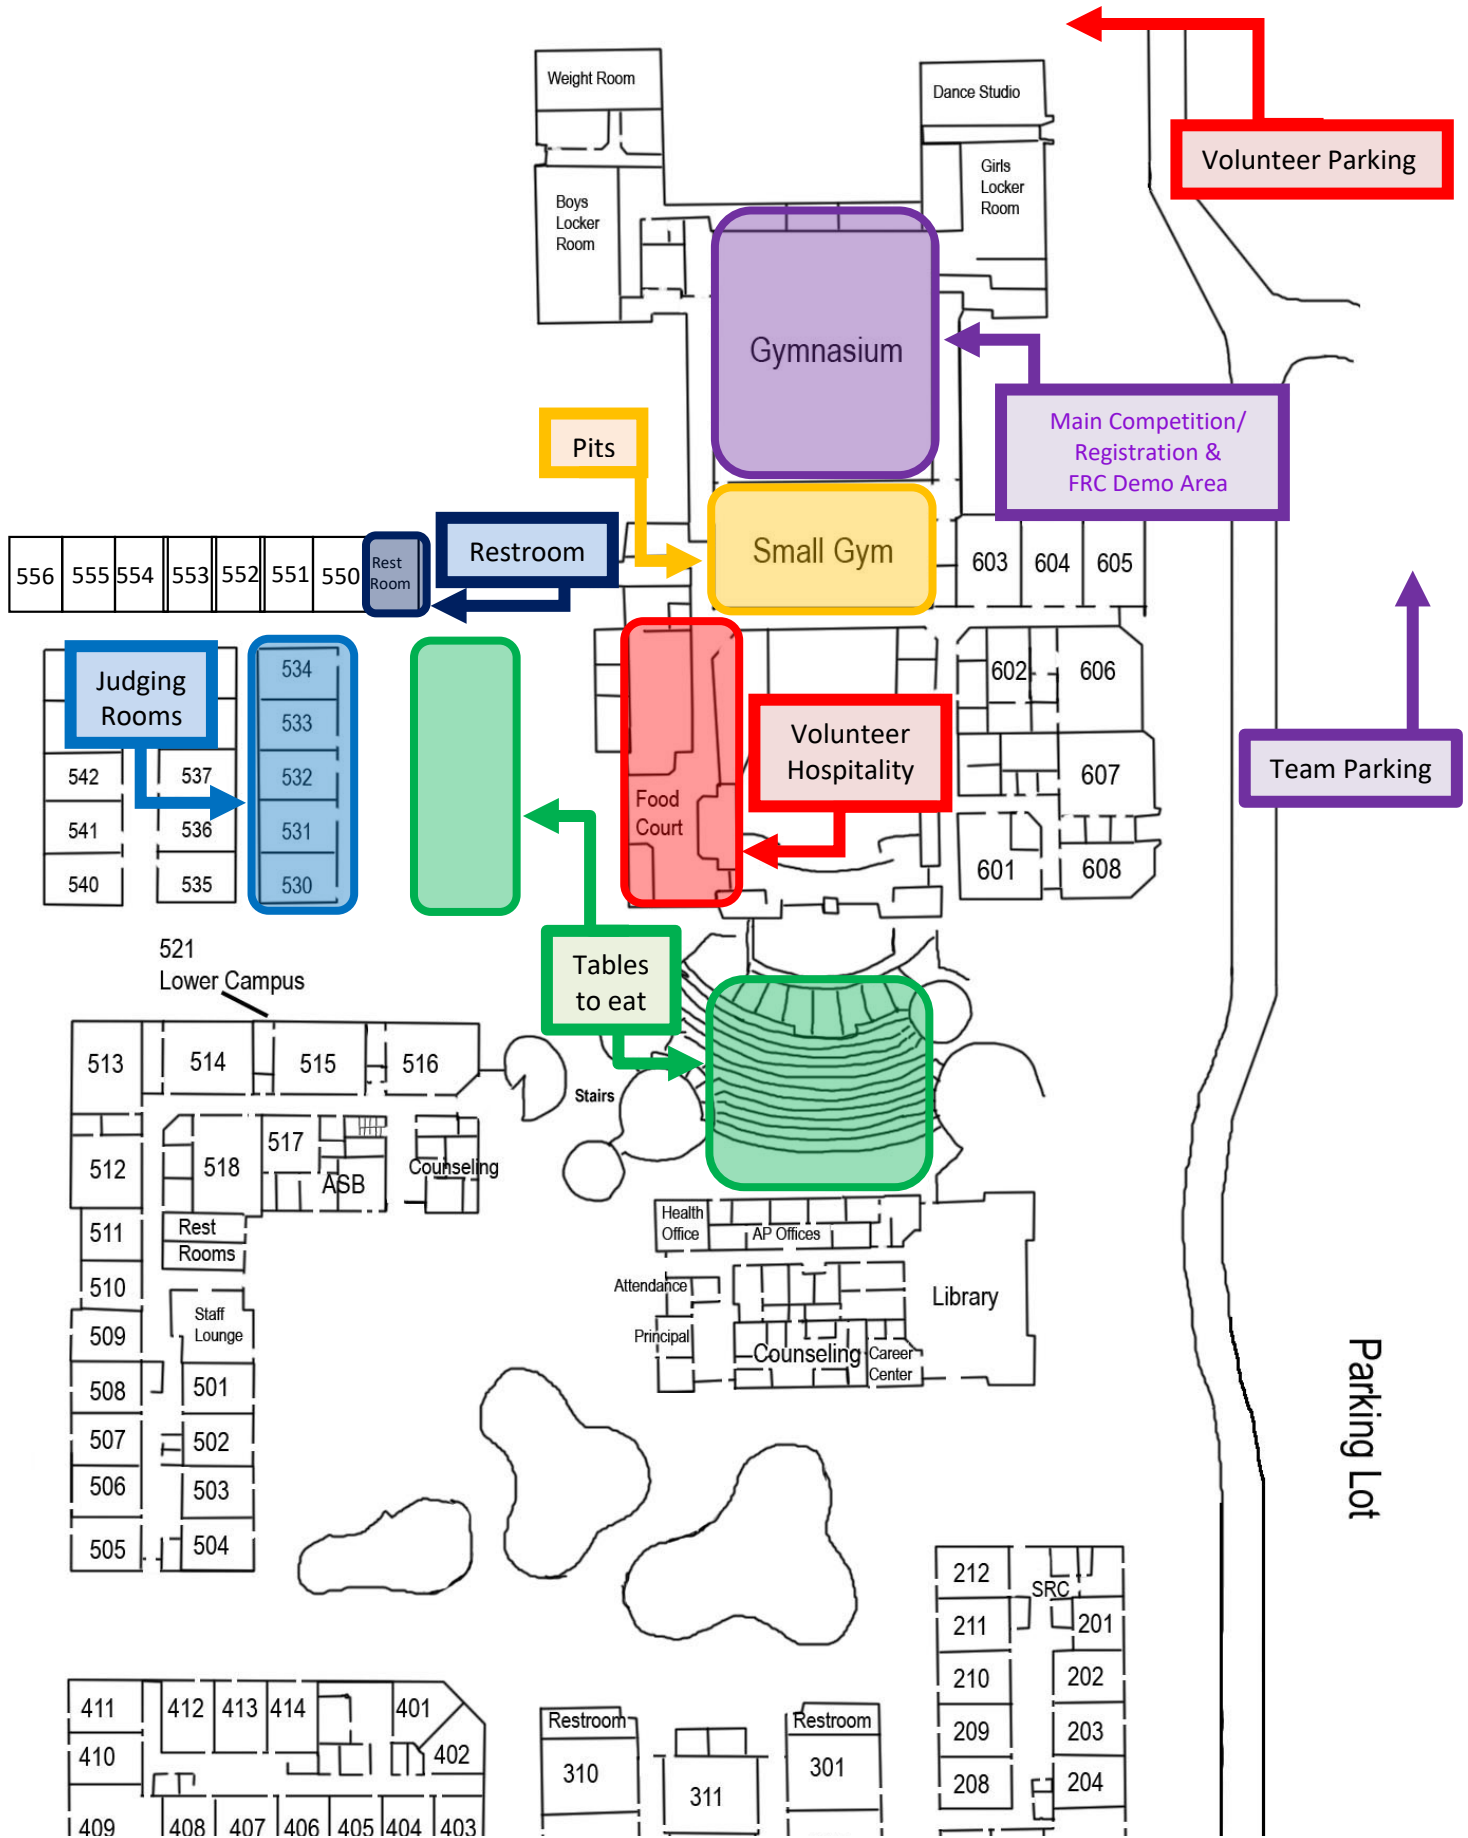 Weight Room
Dance Studio
Volunteer Parking
Girls
Locker
Room
Boys
Locker
Room
Gymnasium
Main Competition/
Registration &
FRC Demo Area
Pits
Restroom
Small Gym
603
604
605
556
555
554
553
552
551
550
Rest
Room
Judging
Rooms
534
533
532
531
530
602
606
Volunteer
Hospitality
Team Parking
542
537
607
Food
Court
541
536
540
535
601
608
521
Lower Campus
Tables
to eat
513
514
515
516
Stairs
512
518
517
ASB
Counseling
511
Rest
Rooms
Health
Office
AP Offices
510
Attendance
Library
509
Staff
Lounge
Principal
Counseling
Career
Center
Parking Lot
508
501
507
502
506
503
505
504
212
SRC
211
201
210
202
411
412
413
414
401
Restroom
Restroom
209
203
410
402
310
301
208
204
311
409
408
407
406
405
404
403